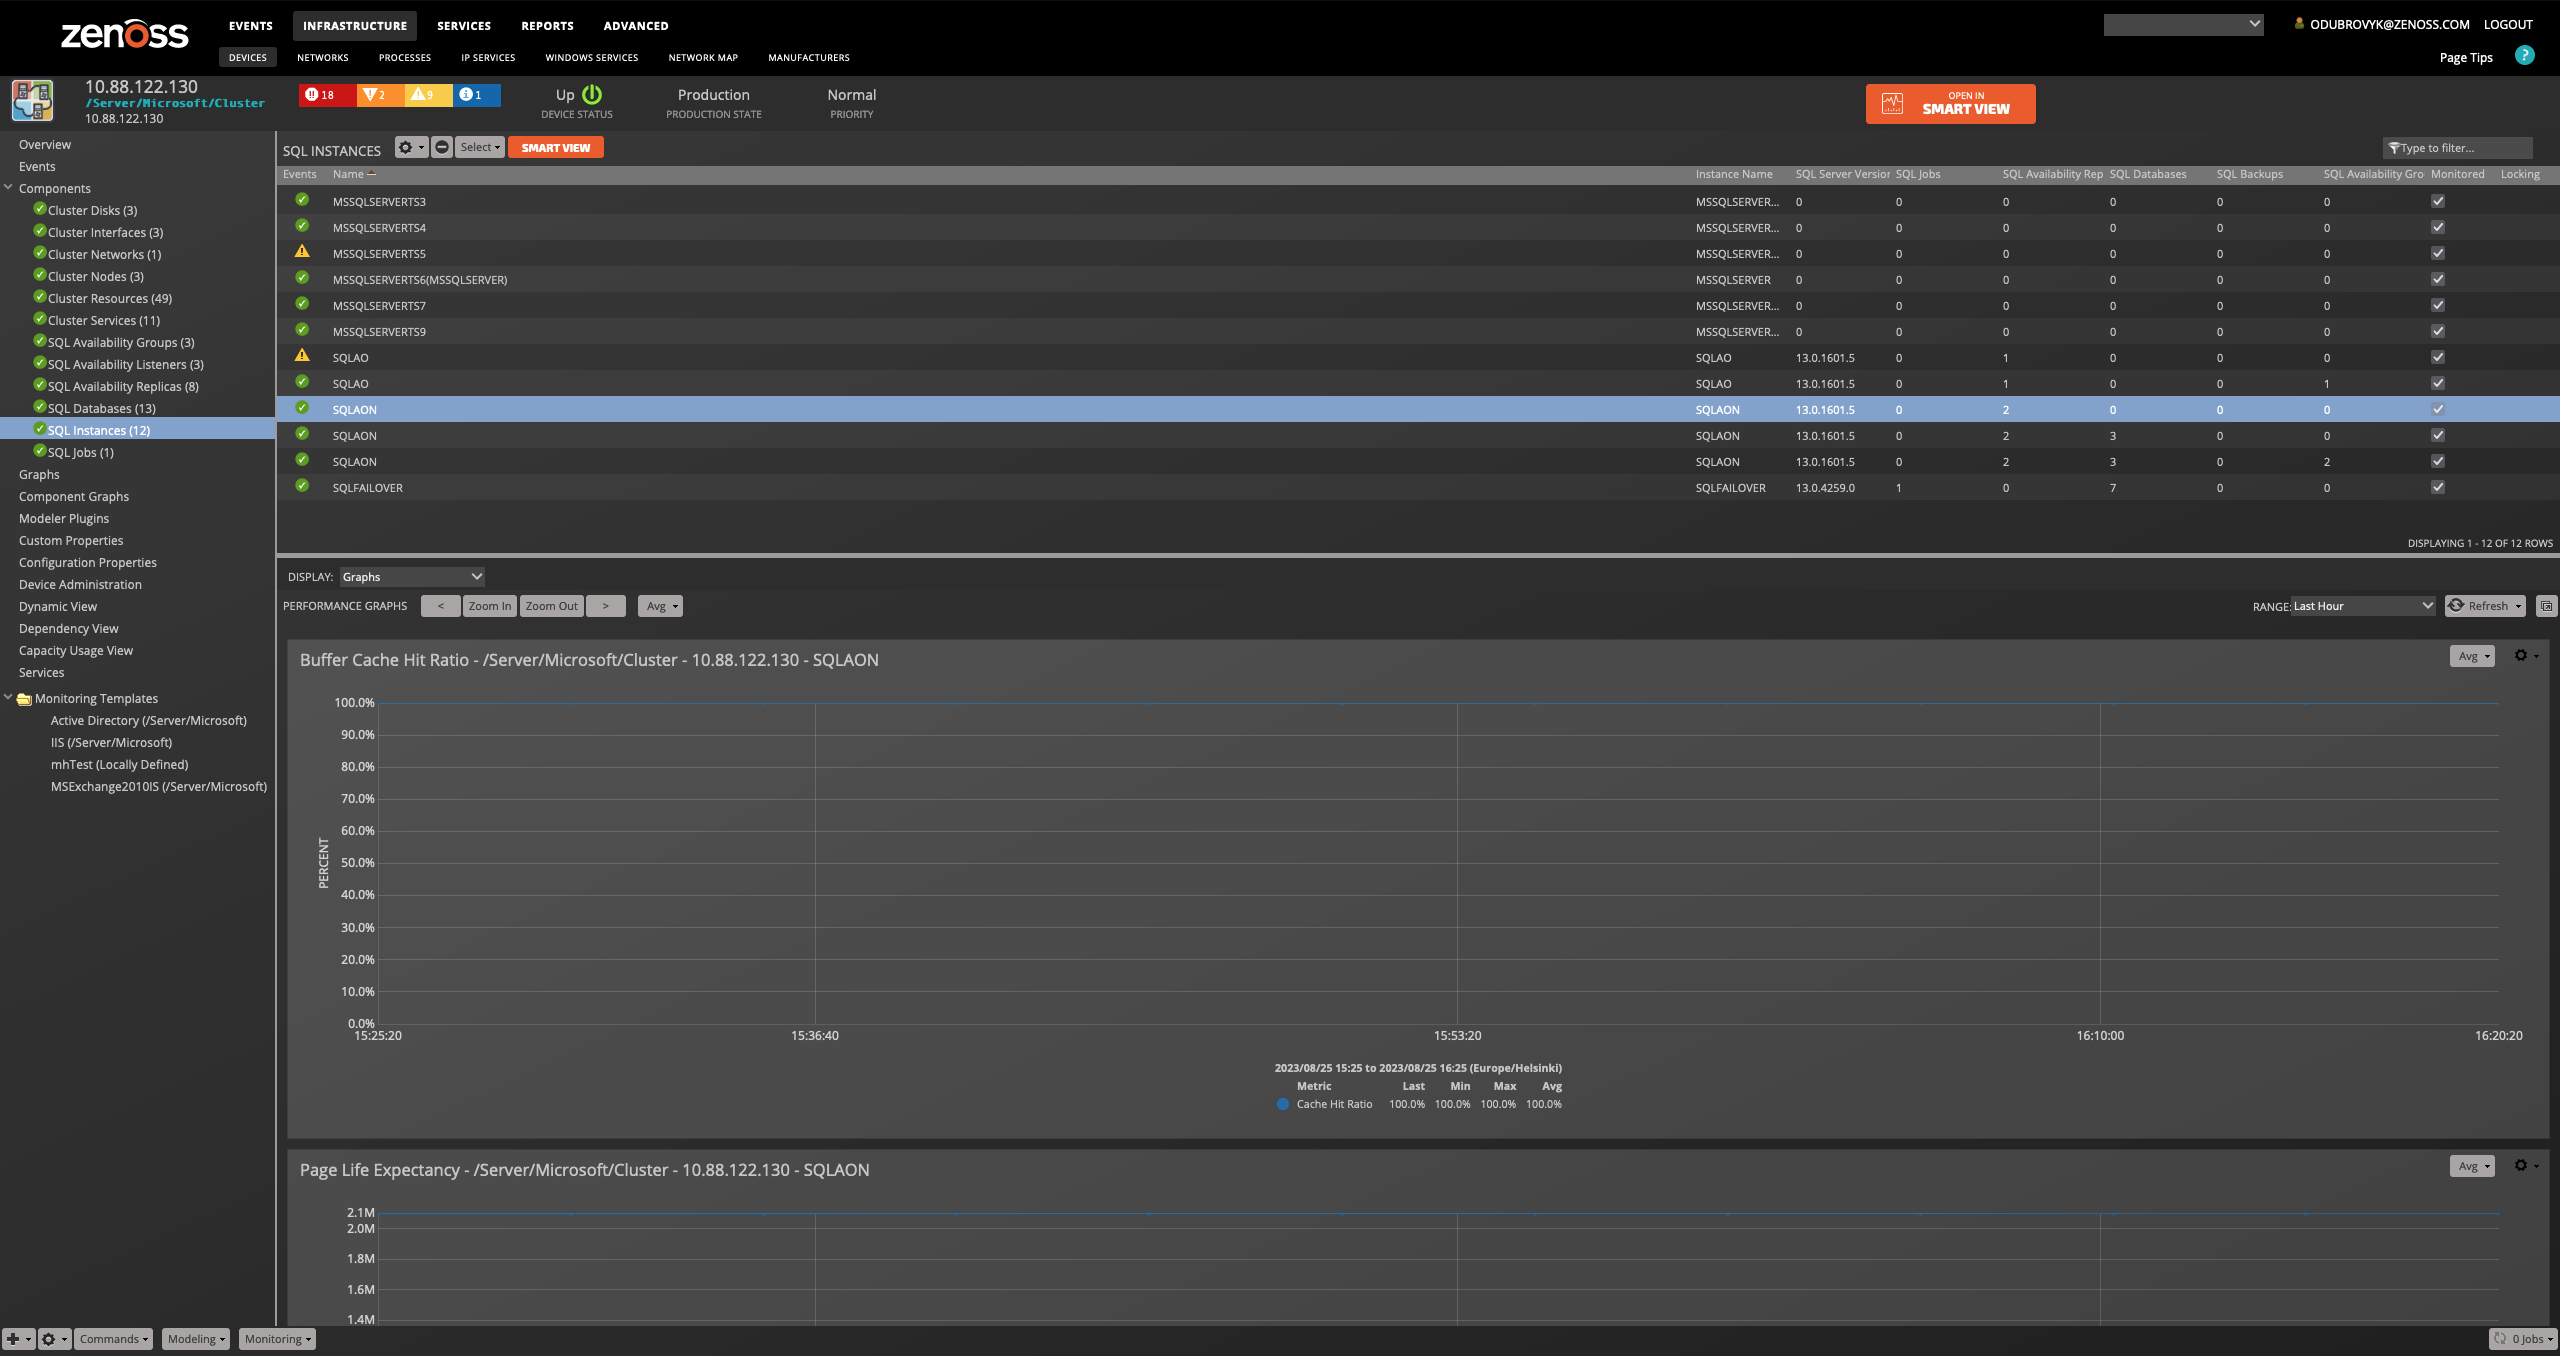 zenoss
EVENTS INFRASTRUCTURE SERVICES REPORTS ADVANCED
ODUBROVYK@ZENOSS.COM LOGOUT
DEVICES NETWORKS PROCESSES IP SERVICES WINDOWS SERVICES NETWORK MAP MANUFACTURERS
Page Tips ?
10.88.122.130
/Server/Microsoft/Cluster
10.88.122.130
18 2 9 1
Up
DEVICE STATUS
Production
PRODUCTION STATE
Normal
PRIORITY
OPEN IN
SMART VIEW
Overview
Events
Components
Cluster Disks (3)
Cluster Interfaces (3)
Cluster Networks (1)
Cluster Nodes (3)
Cluster Resources (49)
Cluster Services (11)
SQL Availability Groups (3)
SQL Availability Listeners (3)
SQL Availability Replicas (8)
SQL Databases (13)
SQL Instances (12)
SQL Jobs (1)
Graphs
Component Graphs
Modeler Plugins
Custom Properties
Configuration Properties
Device Administration
Dynamic View
Dependency View
Capacity Usage View
Services
Monitoring Templates
Active Directory (/Server/Microsoft)
IIS (/Server/Microsoft)
mhTest (Locally Defined)
MSExchange2010IS (/Server/Microsoft)
SQL INSTANCES Select SMART VIEW Type to filter...
Events Name Instance Name SQL Server Version SQL Jobs SQL Availability Rep SQL Databases SQL Backups SQL Availability Gro Monitored Locking
MSSQLSERVERTS3 MSSQLSERVER... 0 0 0 0 0 0
MSSQLSERVERTS4 MSSQLSERVER... 0 0 0 0 0 0
MSSQLSERVERTS5 MSSQLSERVER... 0 0 0 0 0 0
MSSQLSERVERTS6(MSSQLSERVER) MSSQLSERVER 0 0 0 0 0 0
MSSQLSERVERTS7 MSSQLSERVER... 0 0 0 0 0 0
MSSQLSERVERTS9 MSSQLSERVER... 0 0 0 0 0 0
SQLAO SQLAO 13.0.1601.5 0 1 0 0 0
SQLAO SQLAO 13.0.1601.5 0 1 0 0 1
SQLAON SQLAON 13.0.1601.5 0 2 0 0 0
SQLAON SQLAON 13.0.1601.5 0 2 3 0 0
SQLAON SQLAON 13.0.1601.5 0 2 3 0 2
SQLFAILOVER SQLFAILOVER 13.0.4259.0 1 0 7 0 0
DISPLAYING 1 - 12 OF 12 ROWS
DISPLAY: Graphs
PERFORMANCE GRAPHS < Zoom In Zoom Out > Avg RANGE: Last Hour Refresh
Buffer Cache Hit Ratio - /Server/Microsoft/Cluster - 10.88.122.130 - SQLAON Avg
100.0%
90.0%
80.0%
70.0%
60.0%
50.0%
40.0%
30.0%
20.0%
10.0%
0.0%
PERCENT
15:25:20 15:36:40 15:53:20 16:10:00 16:20:20
2023/08/25 15:25 to 2023/08/25 16:25 (Europe/Helsinki)
Metric Last Min Max Avg
Cache Hit Ratio 100.0% 100.0% 100.0% 100.0%
Page Life Expectancy - /Server/Microsoft/Cluster - 10.88.122.130 - SQLAON Avg
2.1M
2.0M
1.8M
1.6M
1.4M
Commands Modeling Monitoring 0 Jobs